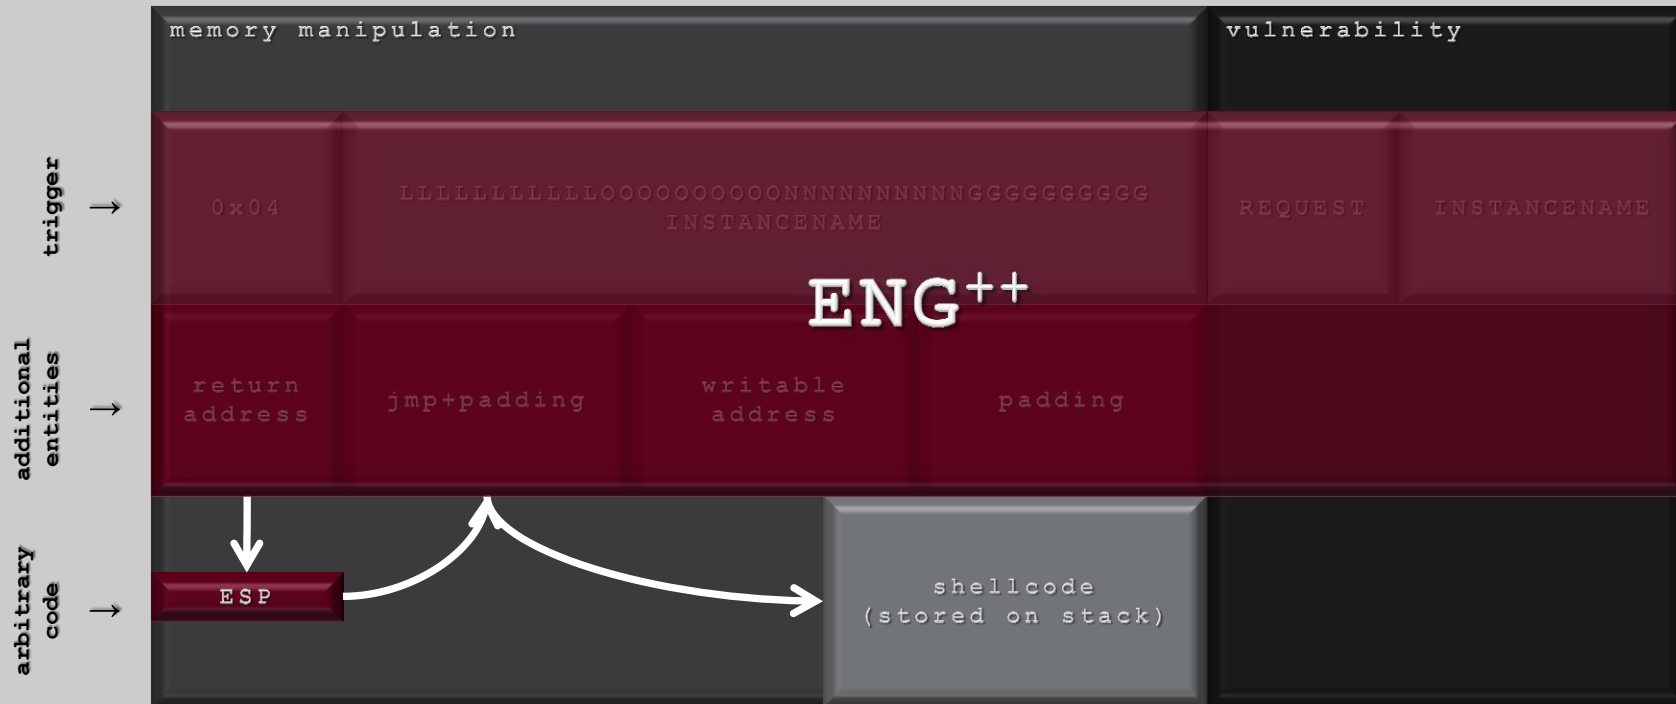 memory manipulation
vulnerability
trigger →
0x04
LLLLLLLLLLLOOOOOOOOOONNNNNNNNNNGGGGGGGGGG
INSTANCENAME
REQUEST
INSTANCENAME
ENG++
additional
entities →
return
address
jmp+padding
writable
address
padding
arbitrary
code →
ESP
shellcode
(stored on stack)